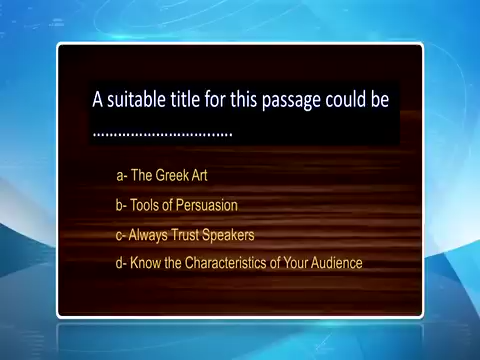 A suitable title for this passage could be
………………………..…..
a- The Greek Art
b- Tools of Persuasion
c- Always Trust Speakers
d- Know the Characteristics of Your Audience